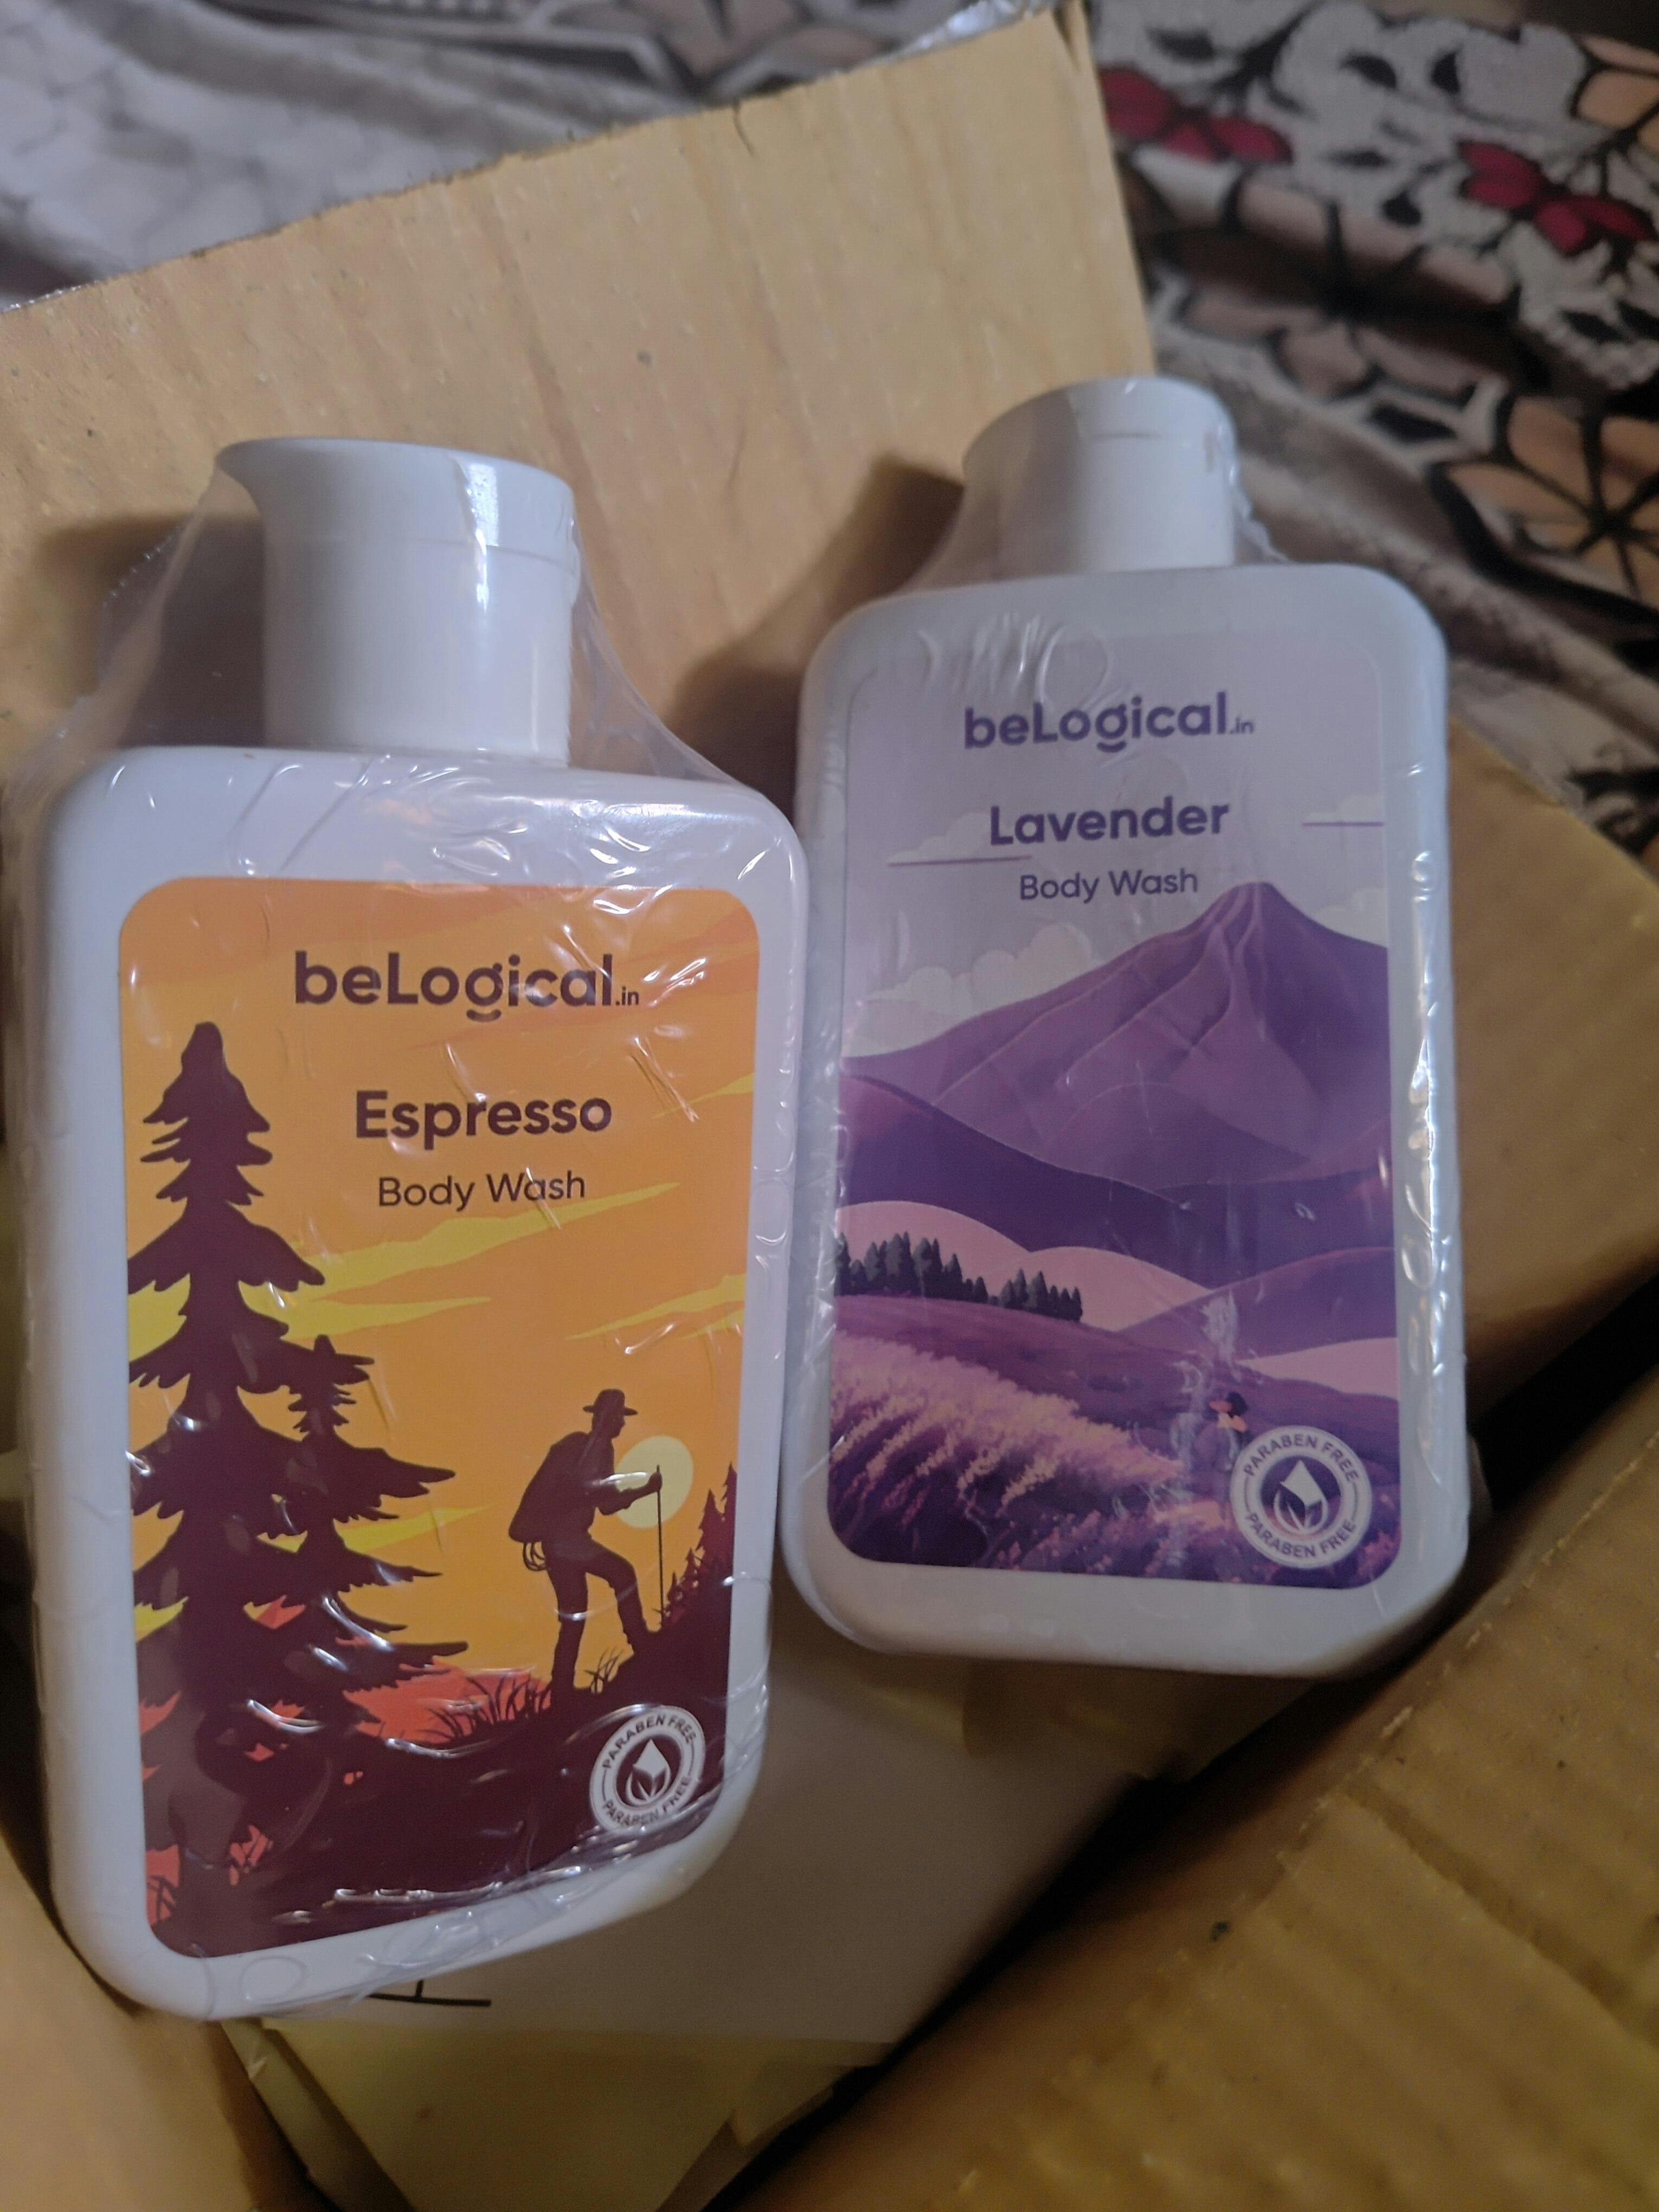 beLogical.in
Espresso
Body Wash
PARABEN FREE
PARABEN FREE
beLogical.in
Lavender
Body Wash
PARABEN FREE
PARABEN FREE